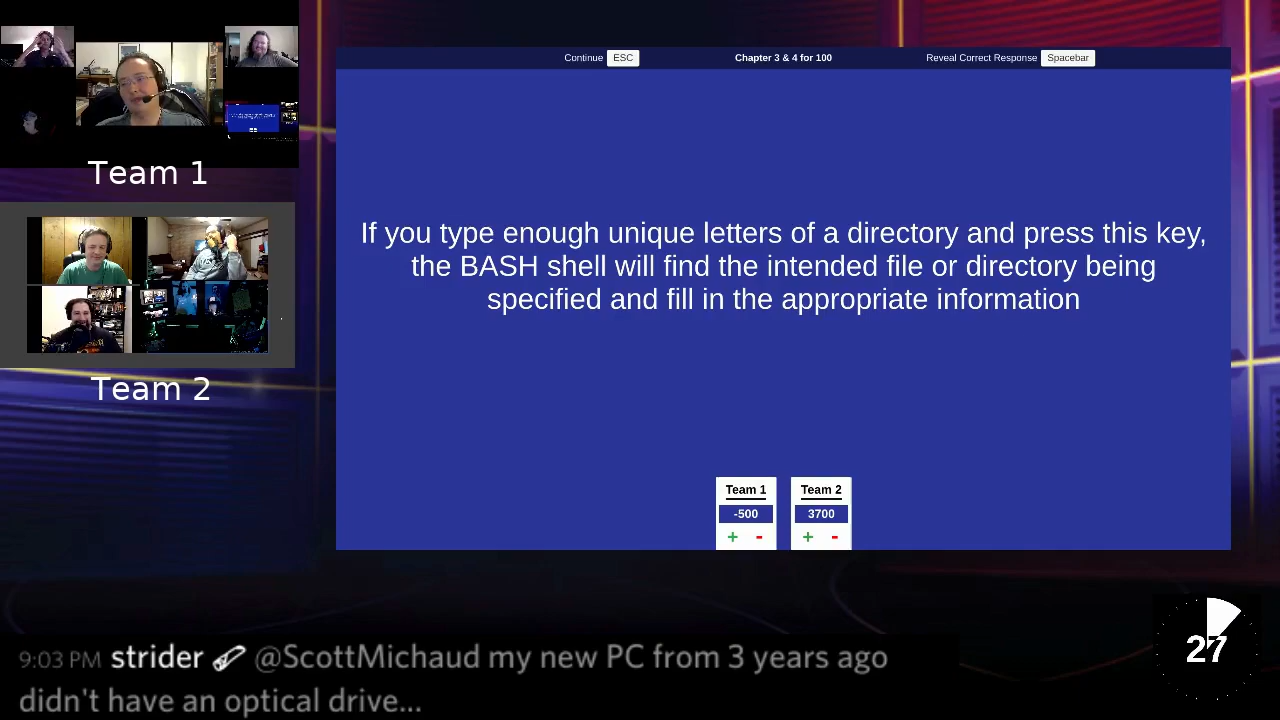 Team 1
Team 2
Continue ESC
Chapter 3 & 4 for 100
Reveal Correct Response Spacebar
If you type enough unique letters of a directory and press this key,
the BASH shell will find the intended file or directory being
specified and fill in the appropriate information
Team 1 Team 2
-500 3700
+ - + -
27
9:03 PM strider @ScottMichaud my new PC from 3 years ago
didn't have an optical drive...